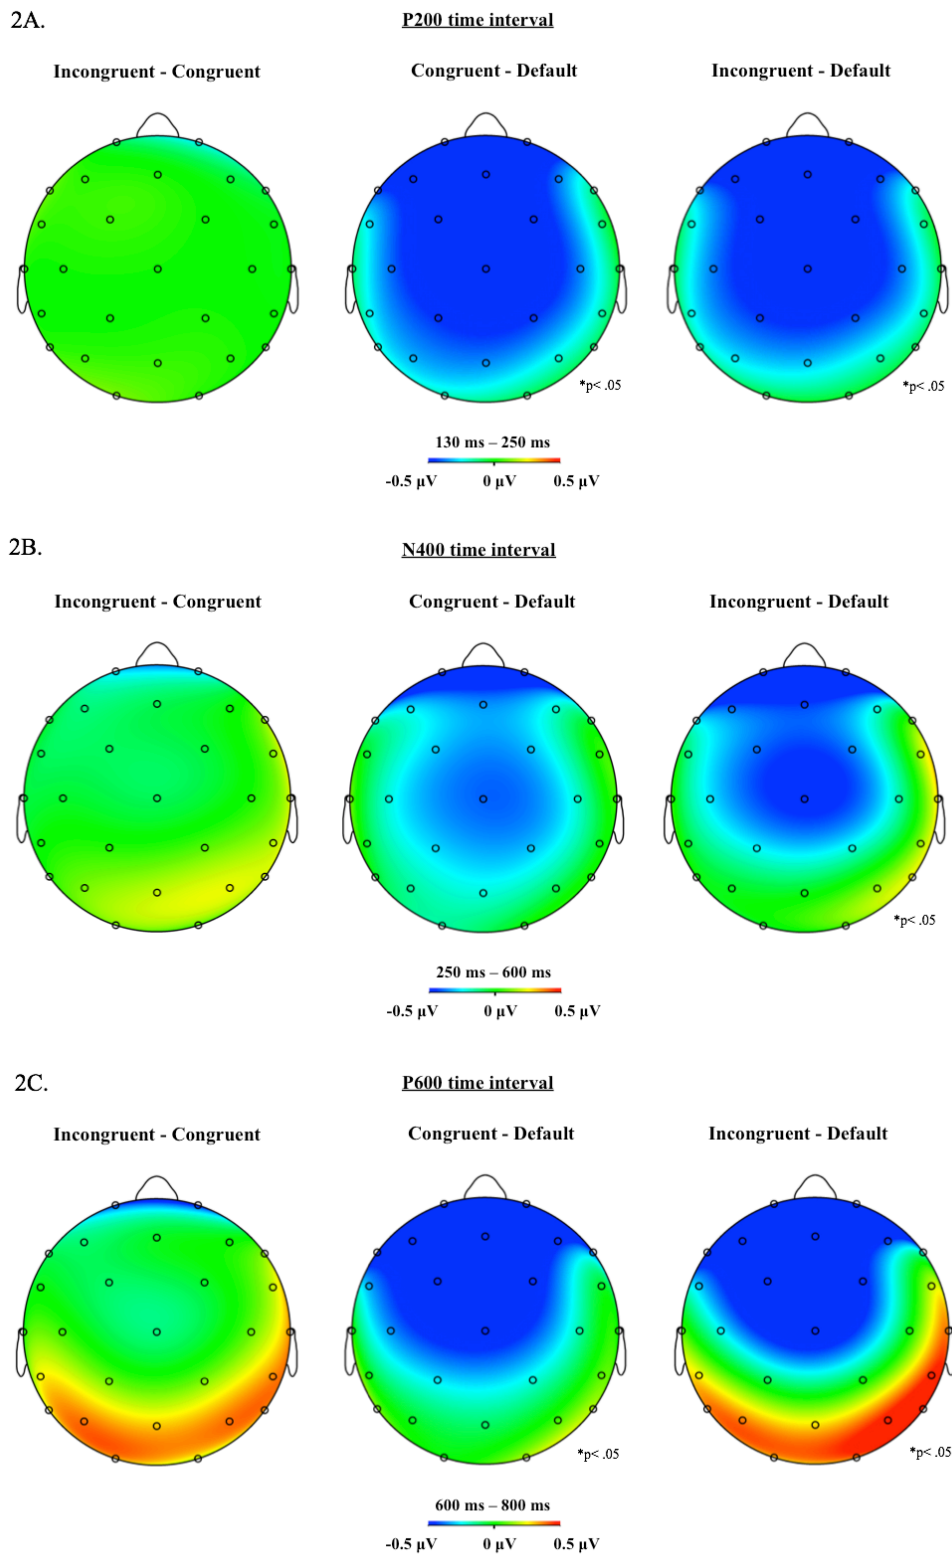 2A.
P200 time interval
Incongruent - Congruent
Congruent - Default
Incongruent - Default
*p< .05
*p< .05
130 ms – 250 ms
-0.5 µV 0 µV 0.5 µV
2B.
N400 time interval
Incongruent - Congruent
Congruent - Default
Incongruent - Default
*p< .05
250 ms – 600 ms
-0.5 µV 0 µV 0.5 µV
2C.
P600 time interval
Incongruent - Congruent
Congruent - Default
Incongruent - Default
*p< .05
*p< .05
600 ms – 800 ms
-0.5 µV 0 µV 0.5 µV